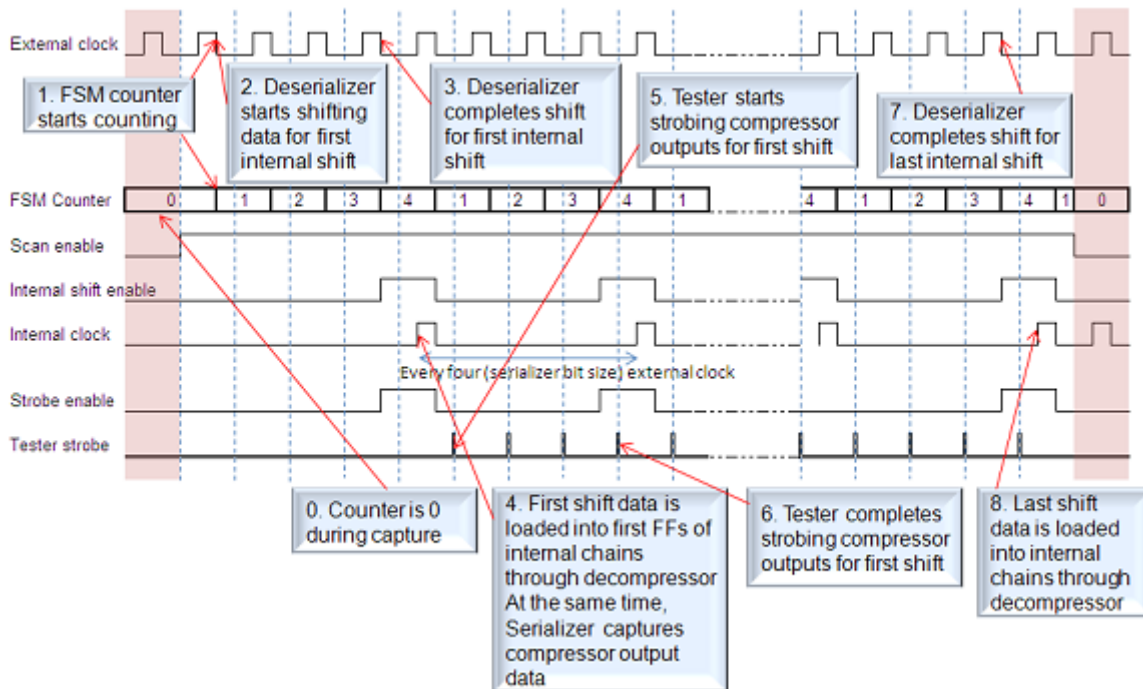 External clock
1. FSM counter
starts counting
2. Deserializer
starts shifting
data for first
internal shift
3. Deserializer
completes shift
for first internal
shift
5. Tester starts
strobing compressor
outputs for first shift
7. Deserializer
completes shift for
last internal shift
FSM Counter
0 1 2 3 4 1 2 3 4 1 4 1 2 3 4 1 0
Scan enable
Internal shift enable
Internal clock
Every four (serializer bit size) external clock
Strobe enable
Tester strobe
0. Counter is 0
during capture
4. First shift data is
loaded into first FFs of
internal chains
through decompressor
At the same time,
Serializer captures
compressor output
data
6. Tester completes
strobing compressor
outputs for first shift
8. Last shift
data is loaded
into internal
chains through
decompressor